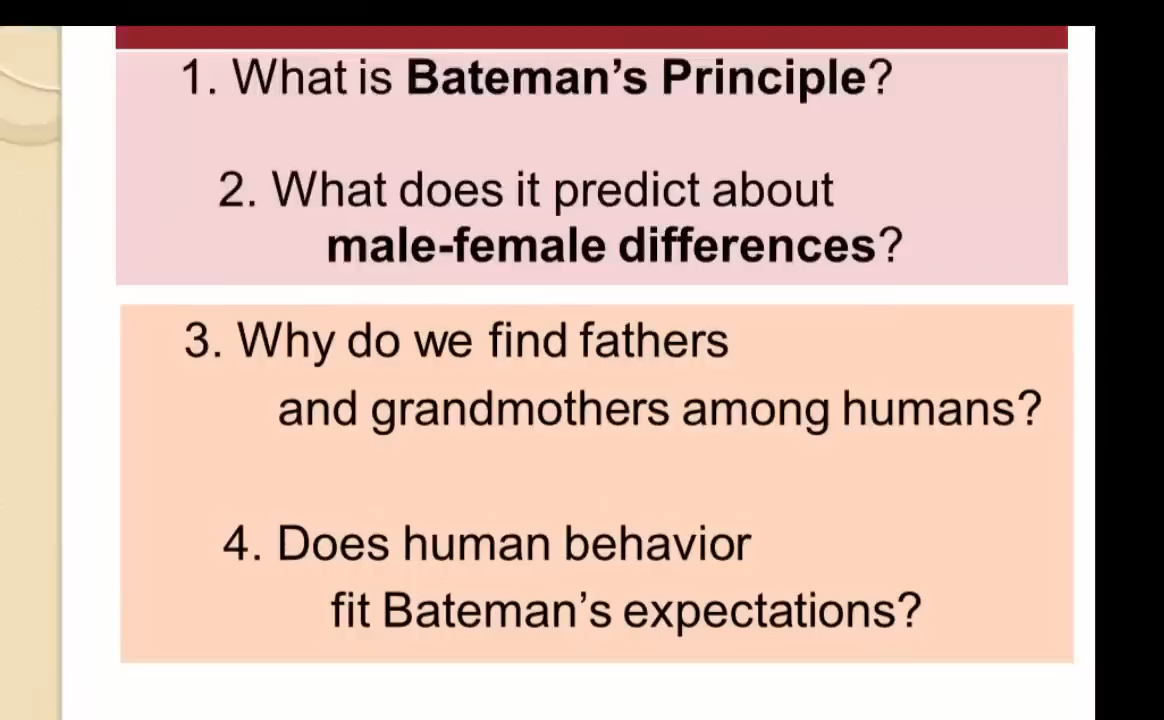 1. What is Bateman’s Principle?
2. What does it predict about
male-female differences?
3. Why do we find fathers
and grandmothers among humans?
4. Does human behavior
fit Bateman’s expectations?